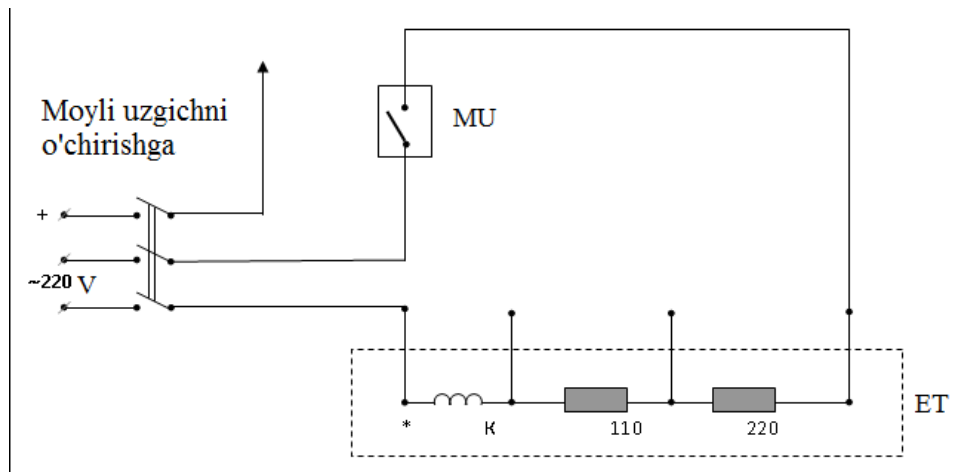 Moyli uzgichni
o'chirishga
MU
+
~220 V
ET
* К 110 220